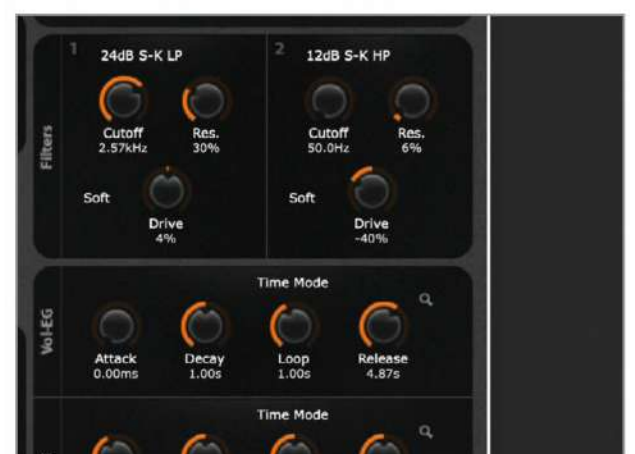 Filters
1
24dB S-K LP
Cutoff
2.57kHz
Res.
30%
Soft
Drive
4%
2
12dB S-K HP
Cutoff
50.0Hz
Res.
6%
Soft
Drive
-40%
Vol-EG
Time Mode
Attack
0.00ms
Decay
1.00s
Loop
1.00s
Release
4.87s
Time Mode